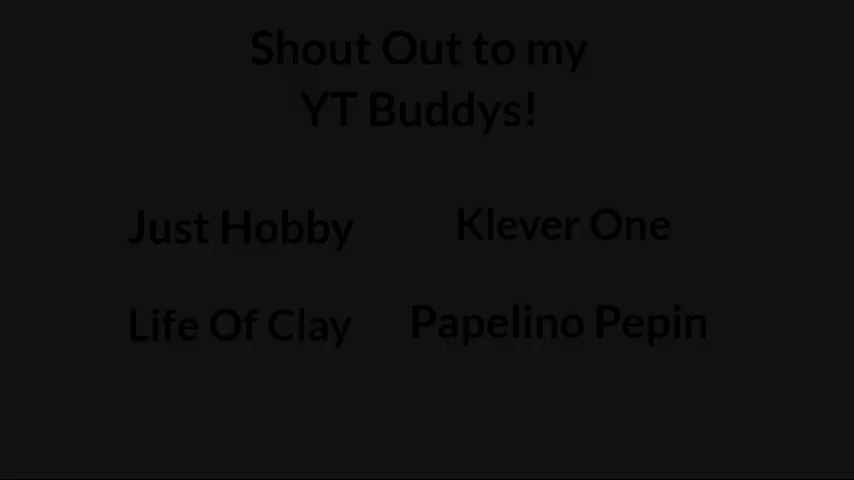 Shout Out to my
YT Buddys!
Just Hobby
Klever One
Life Of Clay
Papelino Pepin